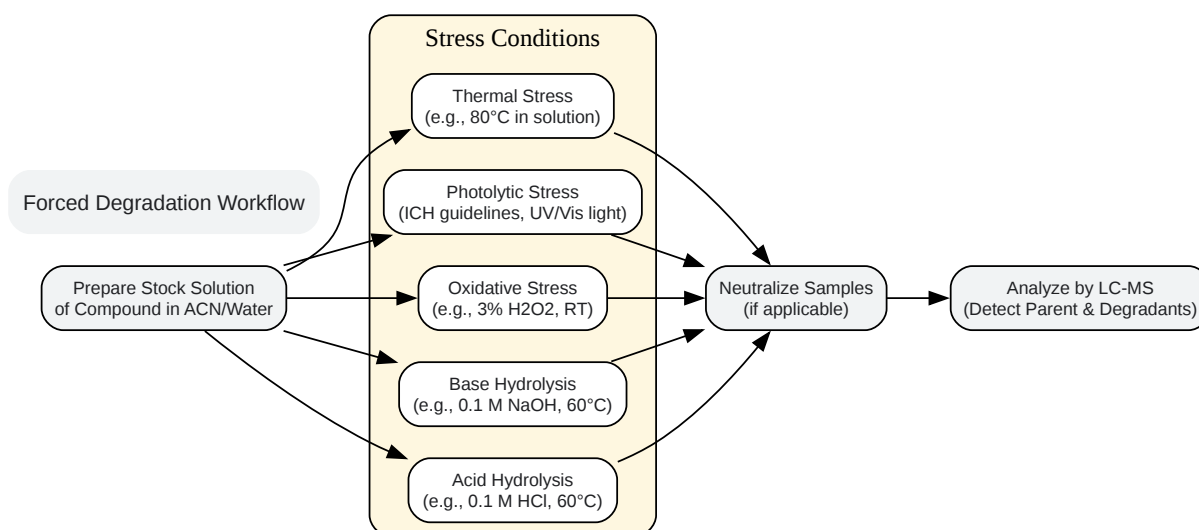 Forced Degradation Workflow
Prepare Stock Solution
of Compound in ACN/Water
Stress Conditions
Thermal Stress
(e.g., 80°C in solution)
Photolytic Stress
(ICH guidelines, UV/Vis light)
Oxidative Stress
(e.g., 3% H2O2, RT)
Base Hydrolysis
(e.g., 0.1 M NaOH, 60°C)
Acid Hydrolysis
(e.g., 0.1 M HCl, 60°C)
Neutralize Samples
(if applicable)
Analyze by LC-MS
(Detect Parent & Degradants)